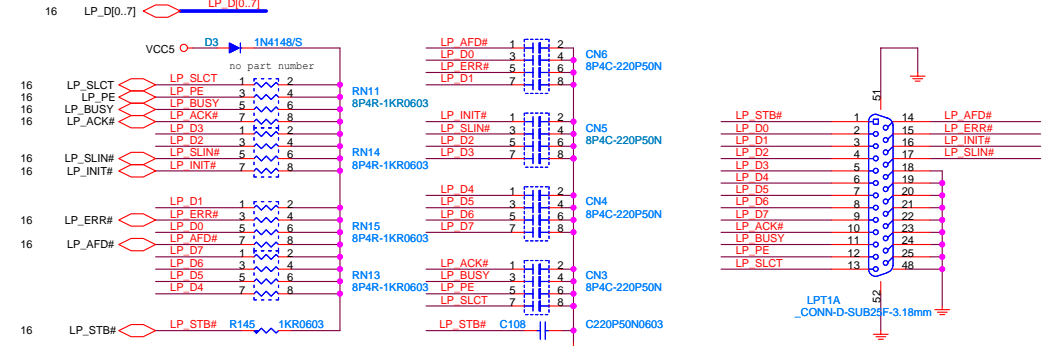 16 LP_D[0..7] LP_D[0..7]
VCC5 D3 1N4148/S
no part number
16 LP_SLCT LP_SLCT 1 2
16 LP_PE LP_PE 3 4 RN11
16 LP_BUSY LP_BUSY 5 6 8P4R-1KR0603
16 LP_ACK# LP_ACK# 7 8
LP_D3 1 2
LP_D2 3 4
16 LP_SLIN# LP_SLIN# 5 6 RN14
16 LP_INIT# LP_INIT# 7 8 8P4R-1KR0603
LP_D1 1 2
16 LP_ERR# LP_ERR# 3 4
LP_D0 5 6 RN15
16 LP_AFD# LP_AFD# 7 8 8P4R-1KR0603
LP_D7 1 2
LP_D6 3 4
LP_D5 5 6 RN13
LP_D4 7 8 8P4R-1KR0603
16 LP_STB# LP_STB# R145 1KR0603
LP_AFD# 1 2
LP_D0 3 4 CN6
LP_ERR# 5 6 8P4C-220P50N
LP_D1 7 8
LP_INIT# 1 2
LP_SLIN# 3 4 CN5
LP_D2 5 6 8P4C-220P50N
LP_D3 7 8
LP_D4 1 2
LP_D5 3 4 CN4
LP_D6 5 6 8P4C-220P50N
LP_D7 7 8
LP_ACK# 1 2
LP_BUSY 3 4 CN3
LP_PE 5 6 8P4C-220P50N
LP_SLCT 7 8
LP_STB# C108 C220P50N0603
51
LP_STB# 1 14 LP_AFD#
LP_D0 2 15 LP_ERR#
LP_D1 3 16 LP_INIT#
LP_D2 4 17 LP_SLIN#
LP_D3 5 18
LP_D4 6 19
LP_D5 7 20
LP_D6 8 21
LP_D7 9 22
LP_ACK# 10 23
LP_BUSY 11 24
LP_PE 12 25
LP_SLCT 13 48
52
LPT1A
_CONN-D-SUB25F-3.18mm